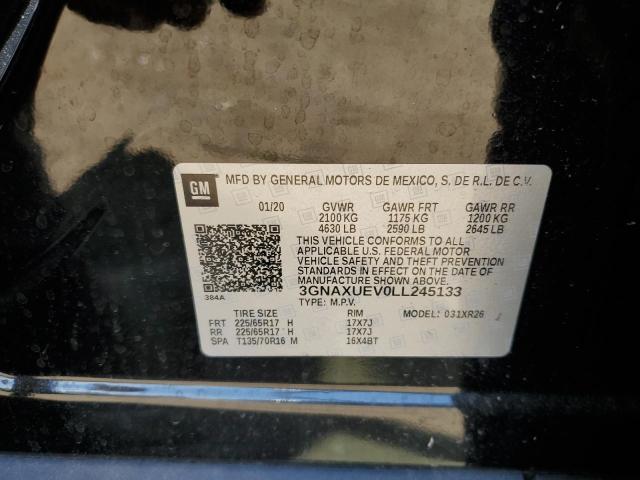 GM
MFD BY GENERAL MOTORS DE MEXICO, S. DE R.L. DE C.V.
01/20 GVWR GAWR FRT GAWR RR
2100 KG 1175 KG 1200 KG
4630 LB 2590 LB 2645 LB
THIS VEHICLE CONFORMS TO ALL
APPLICABLE U.S. FEDERAL MOTOR
VEHICLE SAFETY AND THEFT PREVENTION
STANDARDS IN EFFECT ON THE DATE OF
MANUFACTURE SHOWN ABOVE.
384A
3GNAXUEV0LL245133
TYPE: M.P.V.
TIRE SIZE RIM MODEL: 031XR26
FRT 225/65R17 H 17X7J
RR 225/65R17 H 17X7J
SPA T135/70R16 M 16X4BT